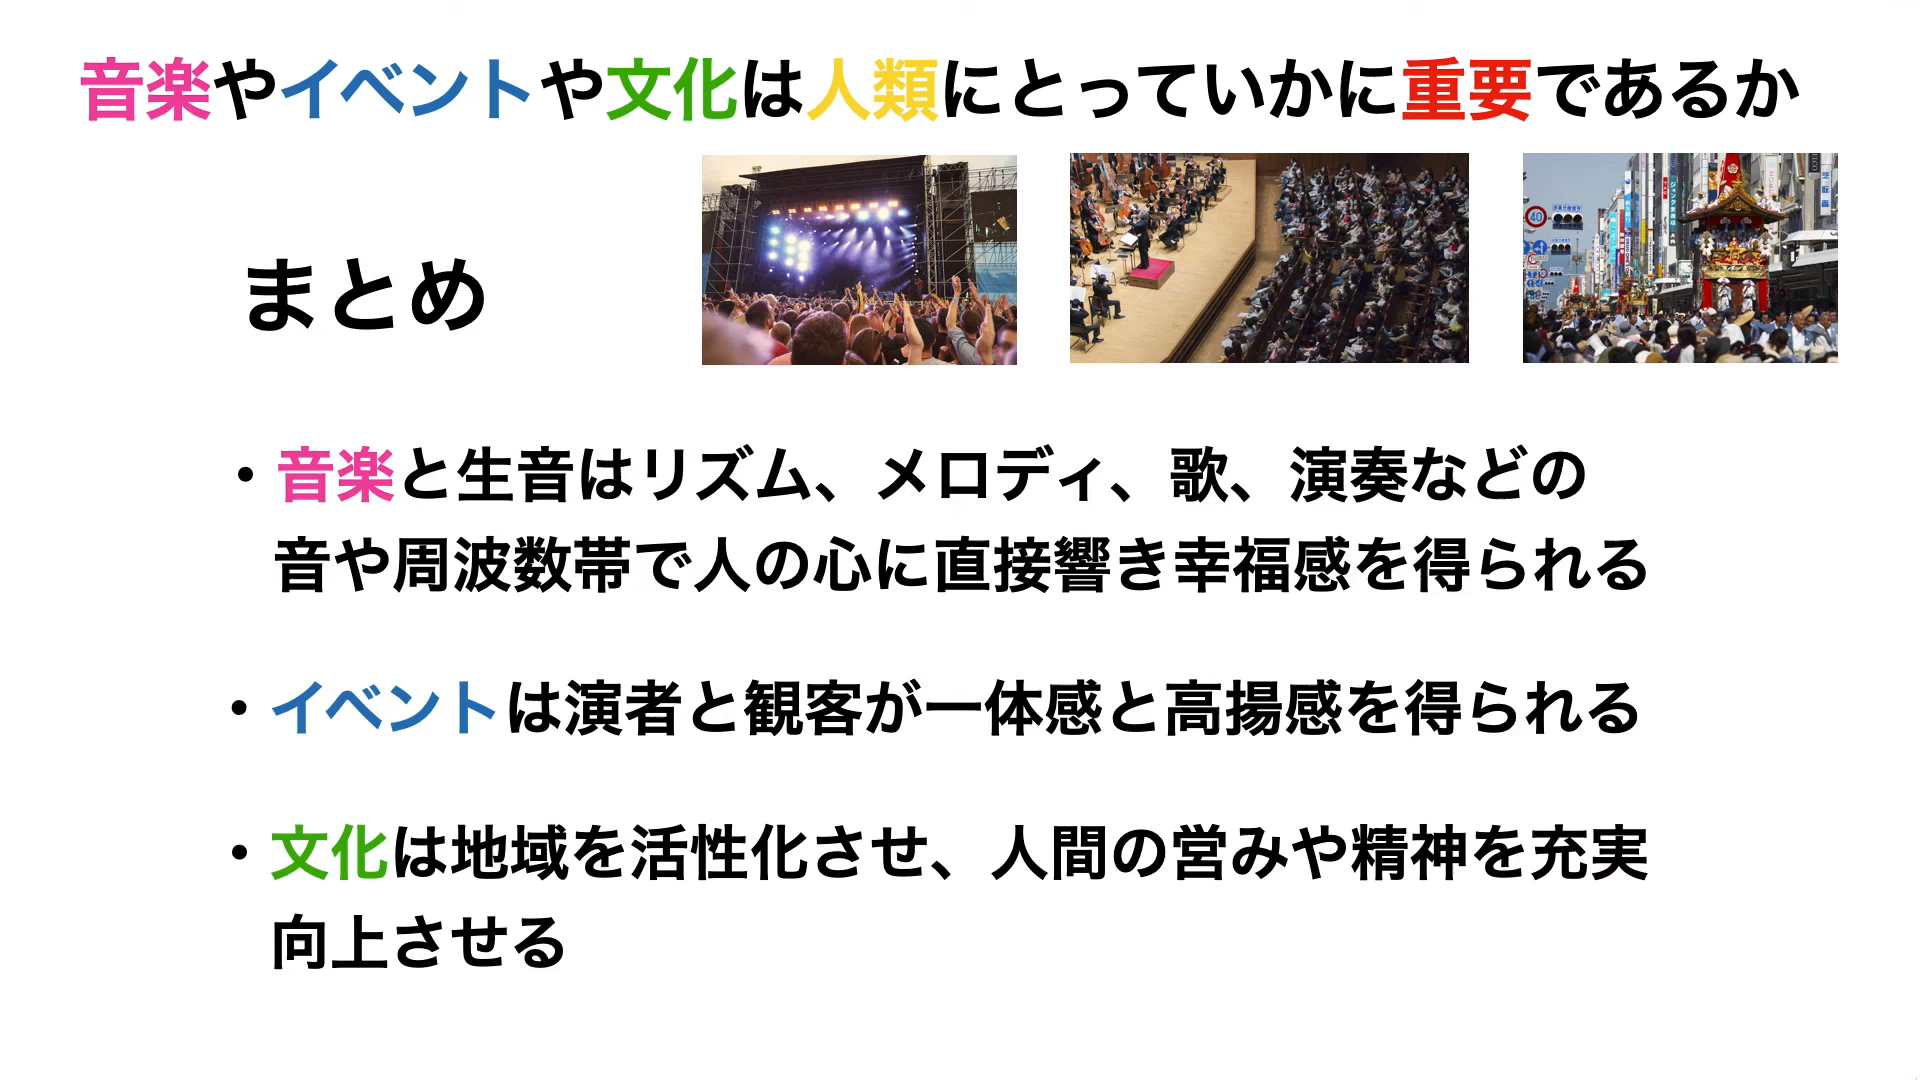 音楽やイベントや文化は人類にとっていかに重要であるか
まとめ
・音楽と生音はリズム、メロディ、歌、演奏などの
音や周波数帯で人の心に直接響き幸福感を得られる
・イベントは演者と観客が一体感と高揚感を得られる
・文化は地域を活性化させ、人間の営みや精神を充実
向上させる